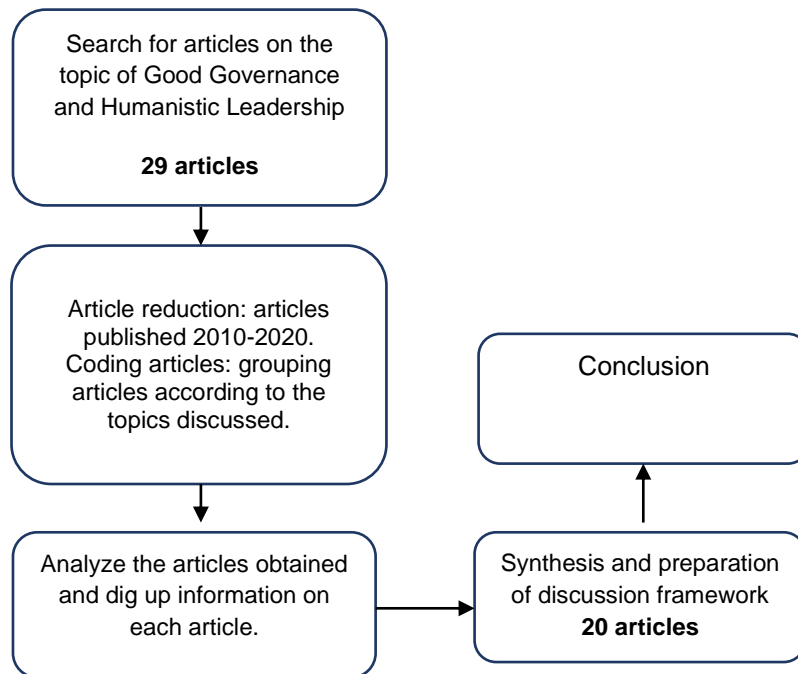 Search for articles on the
topic of Good Governance
and Humanistic Leadership
29 articles
Article reduction: articles
published 2010-2020.
Coding articles: grouping
articles according to the
topics discussed.
Analyze the articles obtained
and dig up information on
each article.
Synthesis and preparation
of discussion framework
20 articles
Conclusion